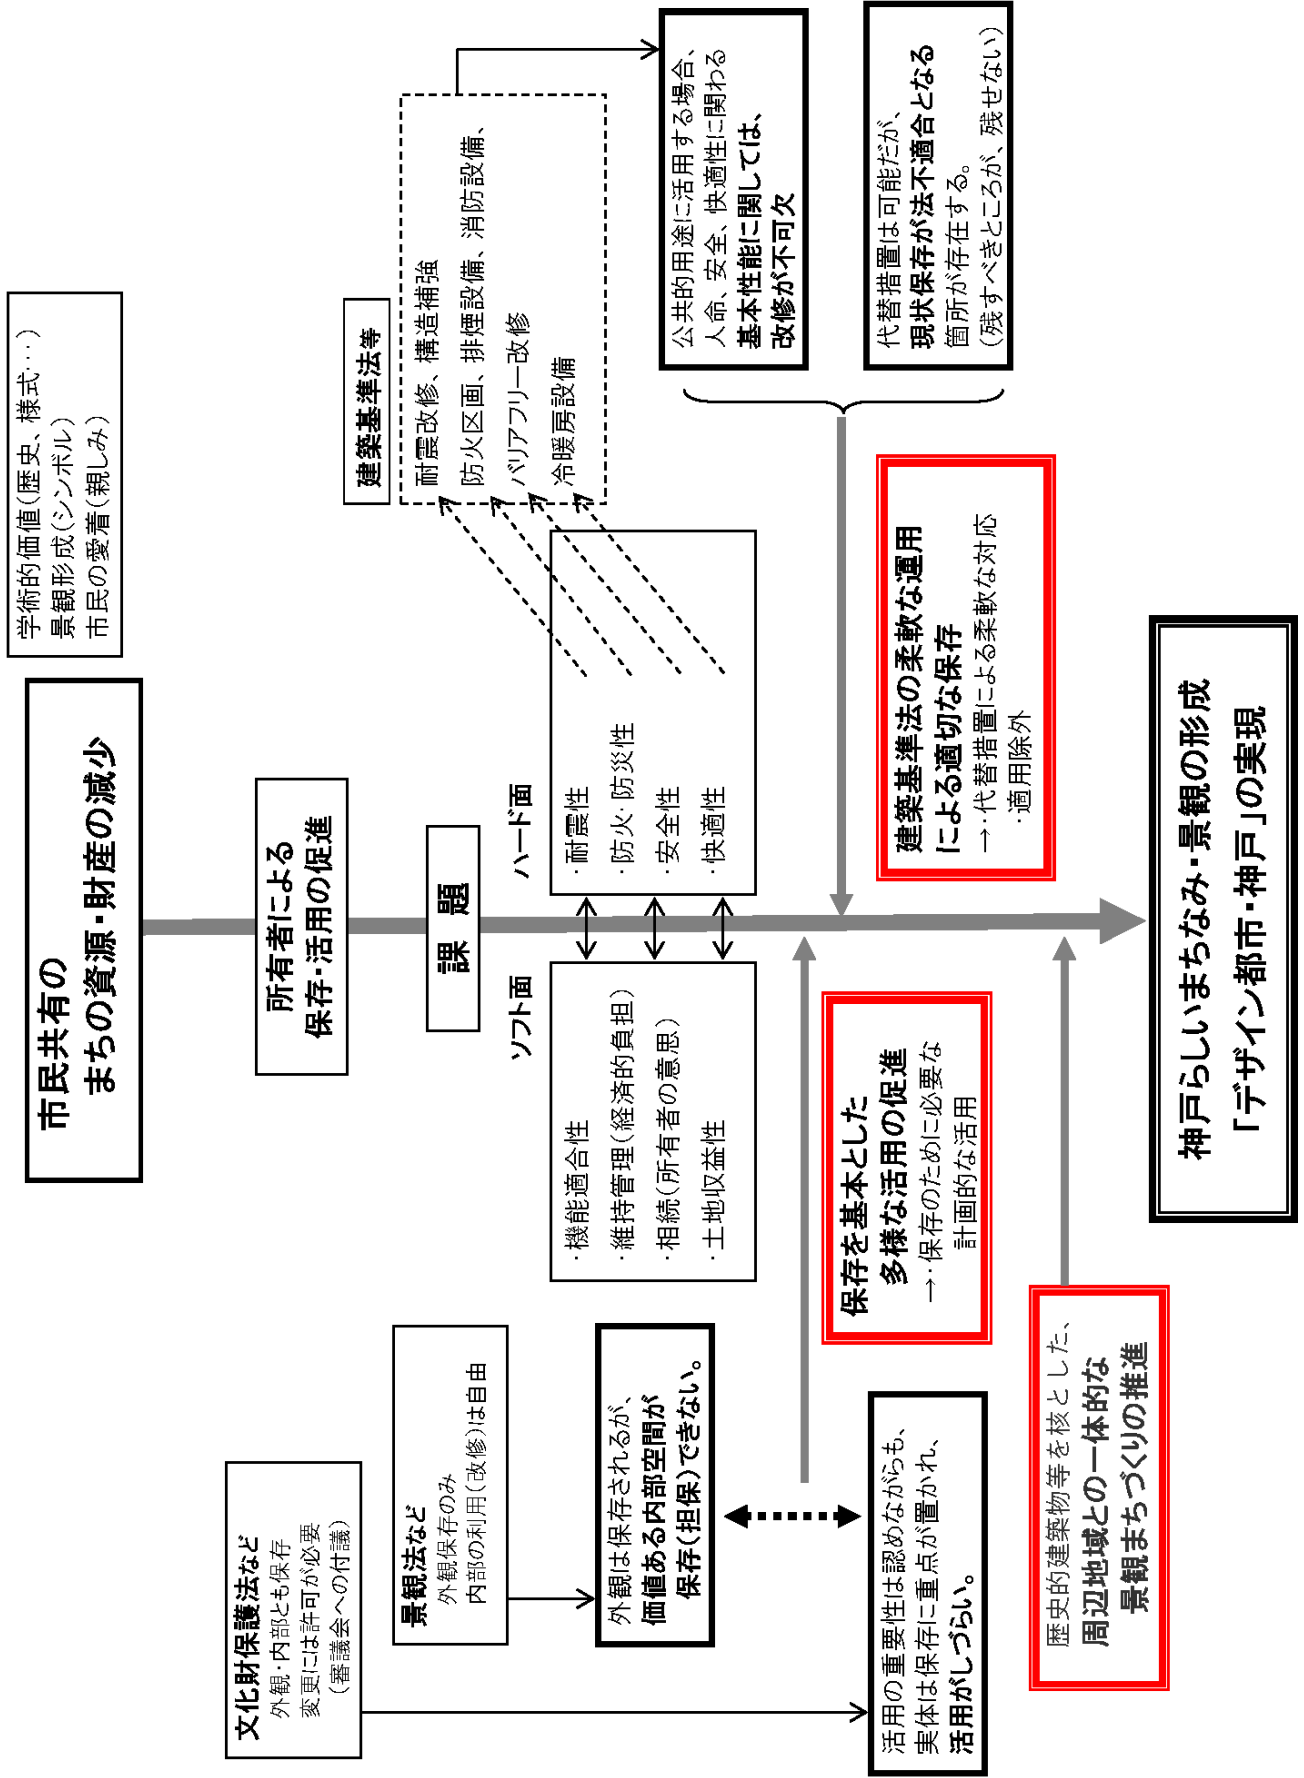 学術的価値(歴史、様式…)
景観形成(シンボル)
市民の愛着(親しみ)
市民共有の
まちの資源・財産の減少
所有者による
保存・活用の促進
課 題
ソフト面
・機能適合性
・維持管理(経済的負担)
・相続(所有者の意思)
・土地収益性
ハード面
・耐震性
・防火・防災性
・安全性
・快適性
建築基準法等
耐震改修、構造補強
防火区画、排煙設備、消防設備、
バリアフリー改修
冷暖房設備
文化財保護法など
外観・内部とも保存
変更には許可が必要
(審議会への付議)
景観法など
外観保存のみ
内部の利用(改修)は自由
外観は保存されるが、
価値ある内部空間が
保存(担保)できない。
活用の重要性は認めながらも、
実体は保存に重点が置かれ、
活用がしづらい。
公共的用途に活用する場合、
人命、安全、快適性に関わる
基本性能に関しては、
改修が不可欠
代替措置は可能だが、
現状保存が法不適合となる
箇所が存在する。
(残すべきところが、残せない)
保存を基本とした
多様な活用の促進
→・保存のために必要な
計画的な活用
建築基準法の柔軟な運用
による適切な保存
→・代替措置による柔軟な対応
・適用除外
歴史的建築物等を核とした、
周辺地域との一体的な
景観まちづくりの推進
神戸らしいまちなみ・景観の形成
「デザイン都市・神戸」の実現